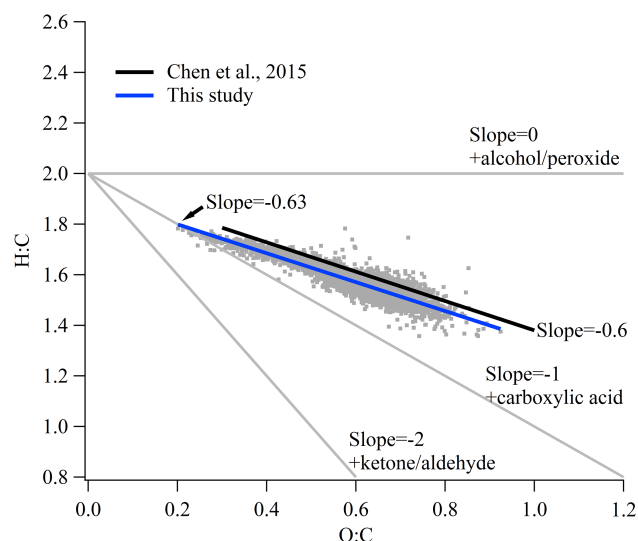 2.6
2.4
2.2
2.0
1.8
1.6
1.4
1.2
1.0
0.8
H:C
Chen et al., 2015
This study
Slope=0
+alcohol/peroxide
Slope=-0.63
Slope=-0.6
Slope=-1
+carboxylic acid
Slope=-2
+ketone/aldehyde
0.0 0.2 0.4 0.6 0.8 1.0 1.2
O:C